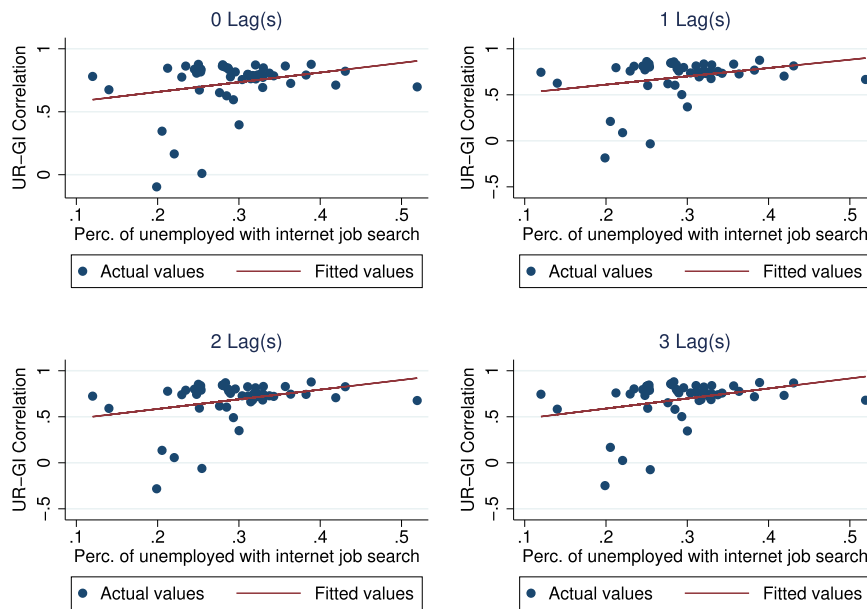 0 Lag(s)
UR−GI Correlation
1
.5
0
.1 .2 .3 .4 .5
Perc. of unemployed with internet job search
Actual values Fitted values
1 Lag(s)
UR−GI Correlation
1
.5
0
−.5
.1 .2 .3 .4 .5
Perc. of unemployed with internet job search
Actual values Fitted values
2 Lag(s)
UR−GI Correlation
1
.5
0
−.5
.1 .2 .3 .4 .5
Perc. of unemployed with internet job search
Actual values Fitted values
3 Lag(s)
UR−GI Correlation
1
.5
0
−.5
.1 .2 .3 .4 .5
Perc. of unemployed with internet job search
Actual values Fitted values